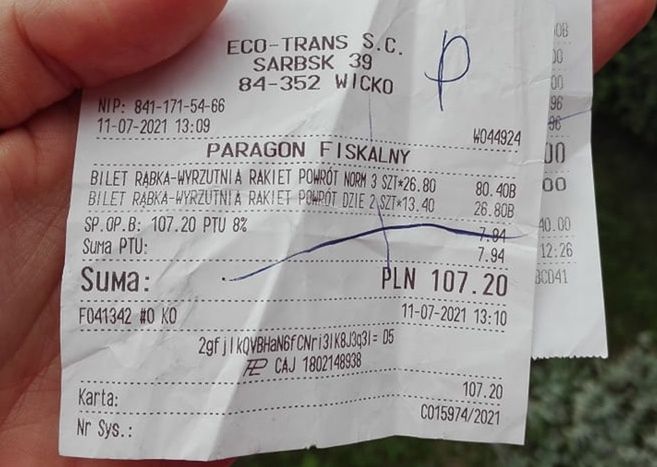 ECO-TRANS S.C.
SARBSK 39
84-352 WICKO
P
NIP: 841-171-54-66
11-07-2021 13:09 W044924
PARAGON FISKALNY
BILET RĄBKA-WYRZUTNIA RAKIET POWRÓT NORM 3 SZT*26.80 80.40B
BILET RĄBKA-WYRZUTNIA RAKIET POWRÓT DZIE 2 SZT*13.40 26.80B
SP.OP.B: 107.20 PTU 8% 7.94
SUMA PTU: 7.94
SUMA: PLN 107.20
F041342 #0 KO 11-07-2021 13:10
CAJ 1802148938
Karta: 107.20
Nr Sys.: C015974/2021
40.00
12:26